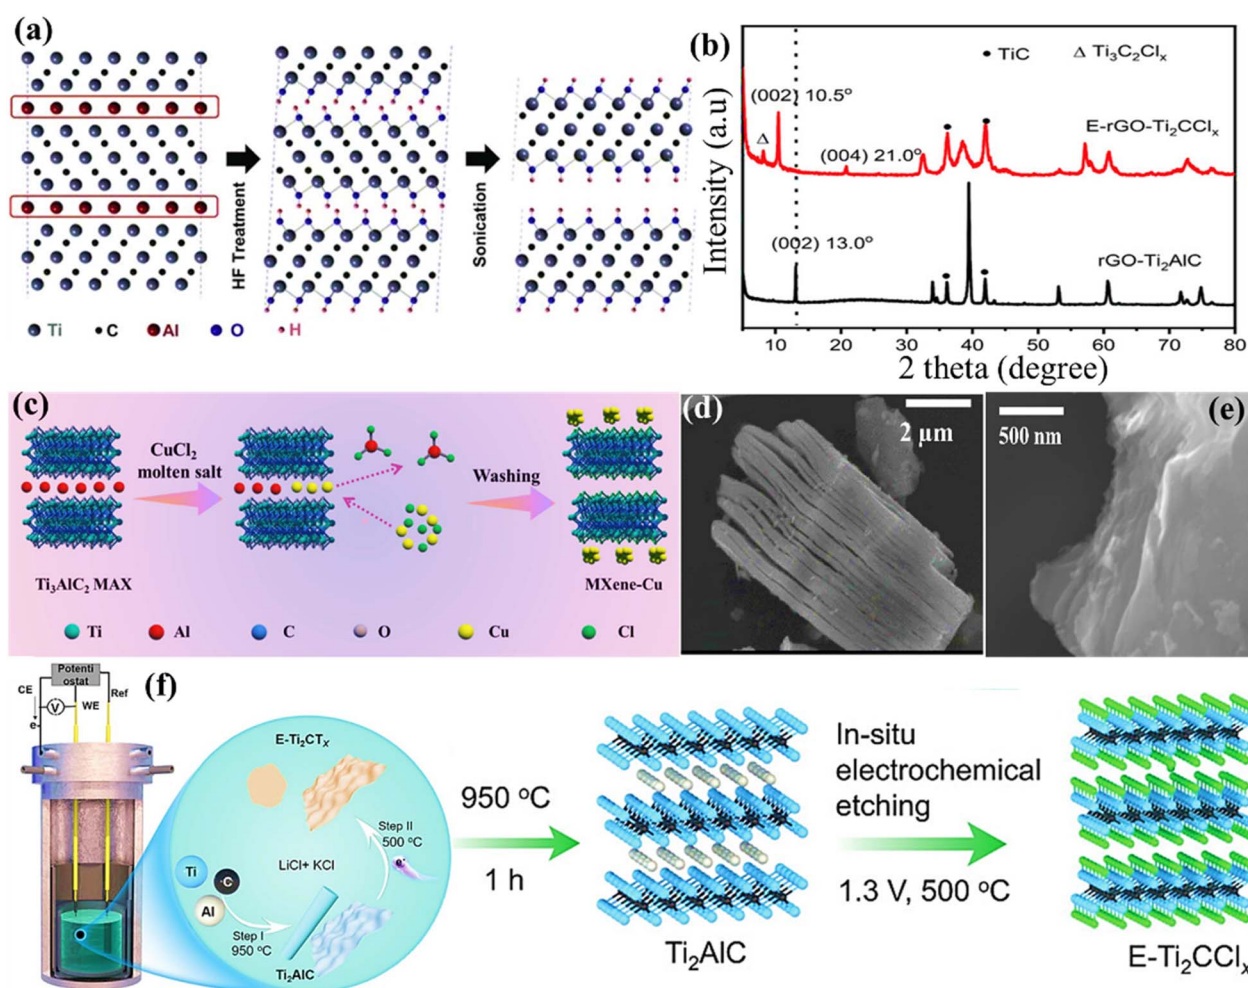 (a)
HF Treatment
Sonication
Ti C Al O H
(b)
• TiC Δ Ti₃C₂Clₓ
(002) 10.5°
Δ
(004) 21.0°
E-rGO-Ti₂CClₓ
(002) 13.0°
rGO-Ti₂AlC
Intensity (a.u)
10 20 30 40 50 60 70 80
2 theta (degree)
(c)
CuCl₂
molten salt
Washing
Ti₃AlC₂ MAX
MXene-Cu
Ti Al C O Cu Cl
(d)
2 μm
(e)
500 nm
(f)
Potenti
ostat
CE
Ref
V
WE
e
E-Ti₂CTₓ
Step II
500 °C
e
LiCl+ KCl
Ti
C
Al
Step I
950 °C
Ti₂AlC
950 °C
1 h
Ti₂AlC
In-situ
electrochemical
etching
1.3 V, 500 °C
E-Ti₂CClₓ